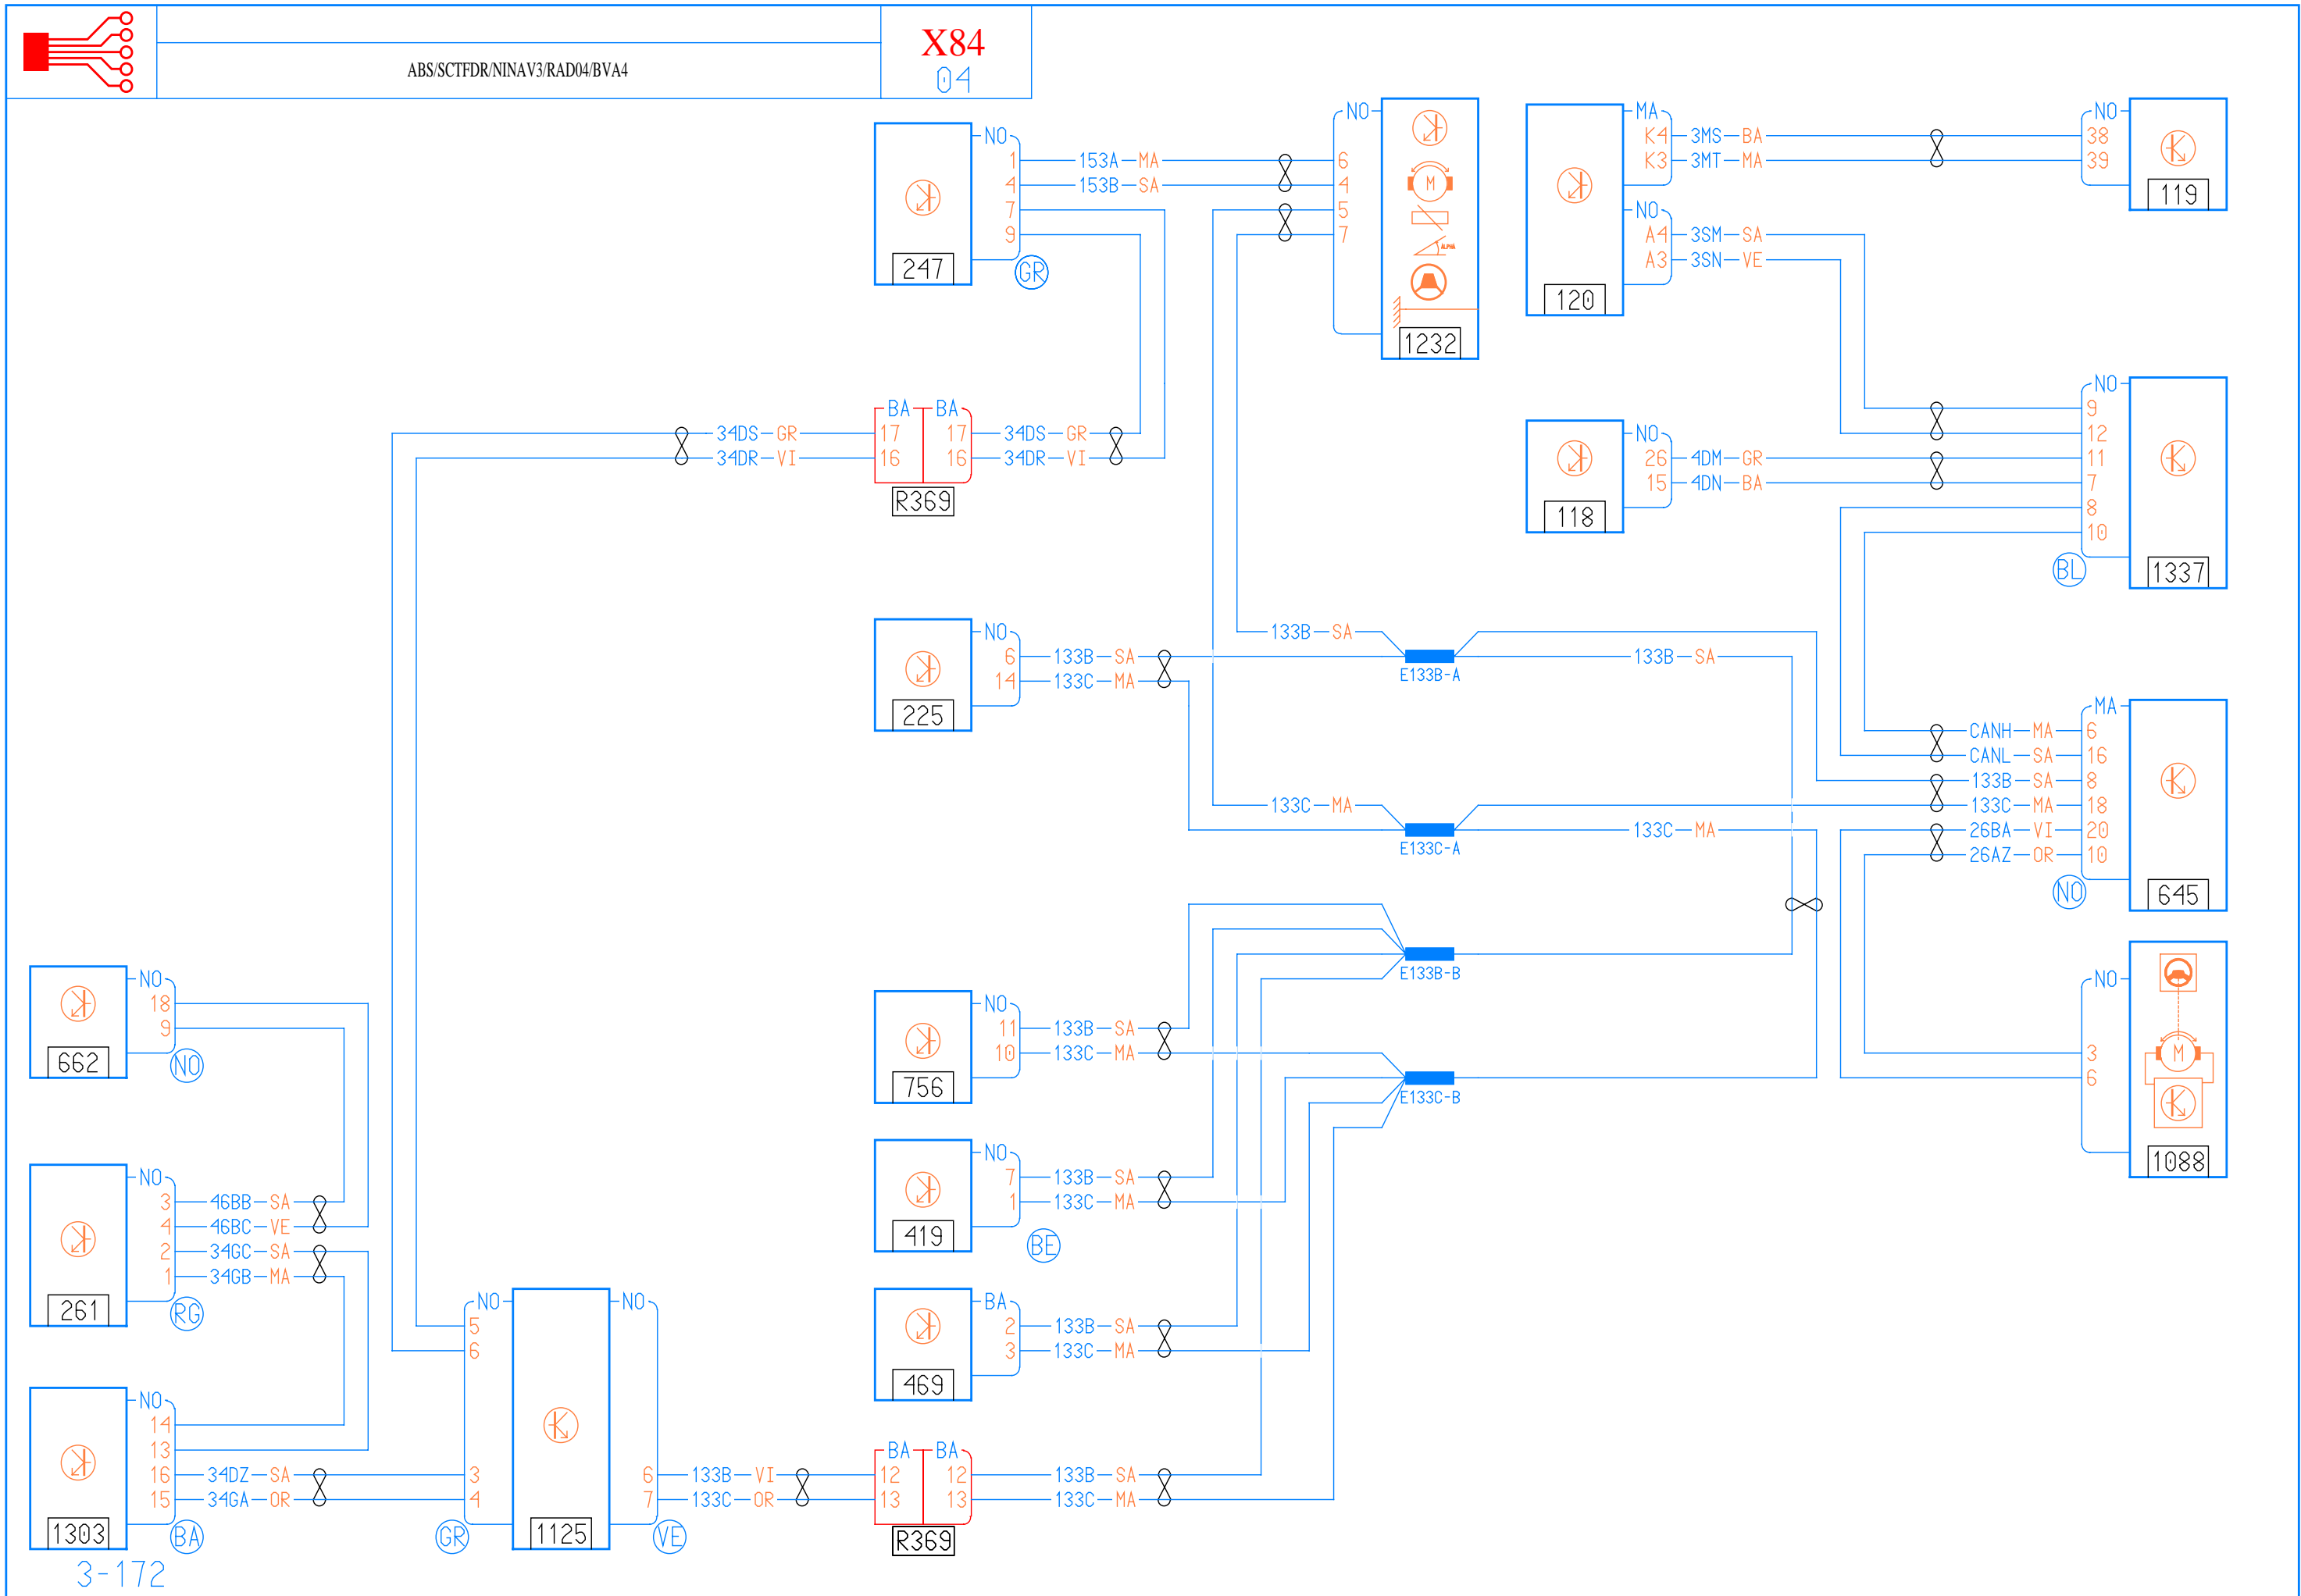 ABS/SCTFDR/NINAV3/RAD04/BVA4
X84
04
NO
1 153A MA
4 153B SA
7
9
247
GR
NO
6
4
5
7
ALPHA
M
1232
MA
K4 3MS BA
K3 3MT MA
NO
A4 3SM SA
A3 3SN VE
120
NO
38
39
119
34DS GR
34DR VI
BA BA
17 17
16 16
34DS GR
34DR VI
R369
NO
26 4DM GR
15 4DN BA
118
NO
9
12
11
7
8
10
BL
1337
NO
6 133B SA
14 133C MA
225
133B SA
E133B-A
133B SA
133C MA
E133C-A
133C MA
MA
CANH MA 6
CANL SA 16
133B SA 8
133C MA 18
26BA VI 20
26AZ OR 10
NO
645
E133B-B
E133C-B
NO
3
6
M
1088
NO
18
9
662
NO
NO
11 133B SA
10 133C MA
756
NO
7 133B SA
1 133C MA
419
BE
NO
3 46BB SA
4 46BC VE
2 34GC SA
1 34GB MA
261
RG
BA
2 133B SA
3 133C MA
469
NO
14
13
16 34DZ SA
15 34GA OR
1303
BA
NO
5
6
3
4
GR
1125
NO
6 133B VI
7 133C OR
VE
BA BA
12 12
13 13
133B SA
133C MA
R369
3-172